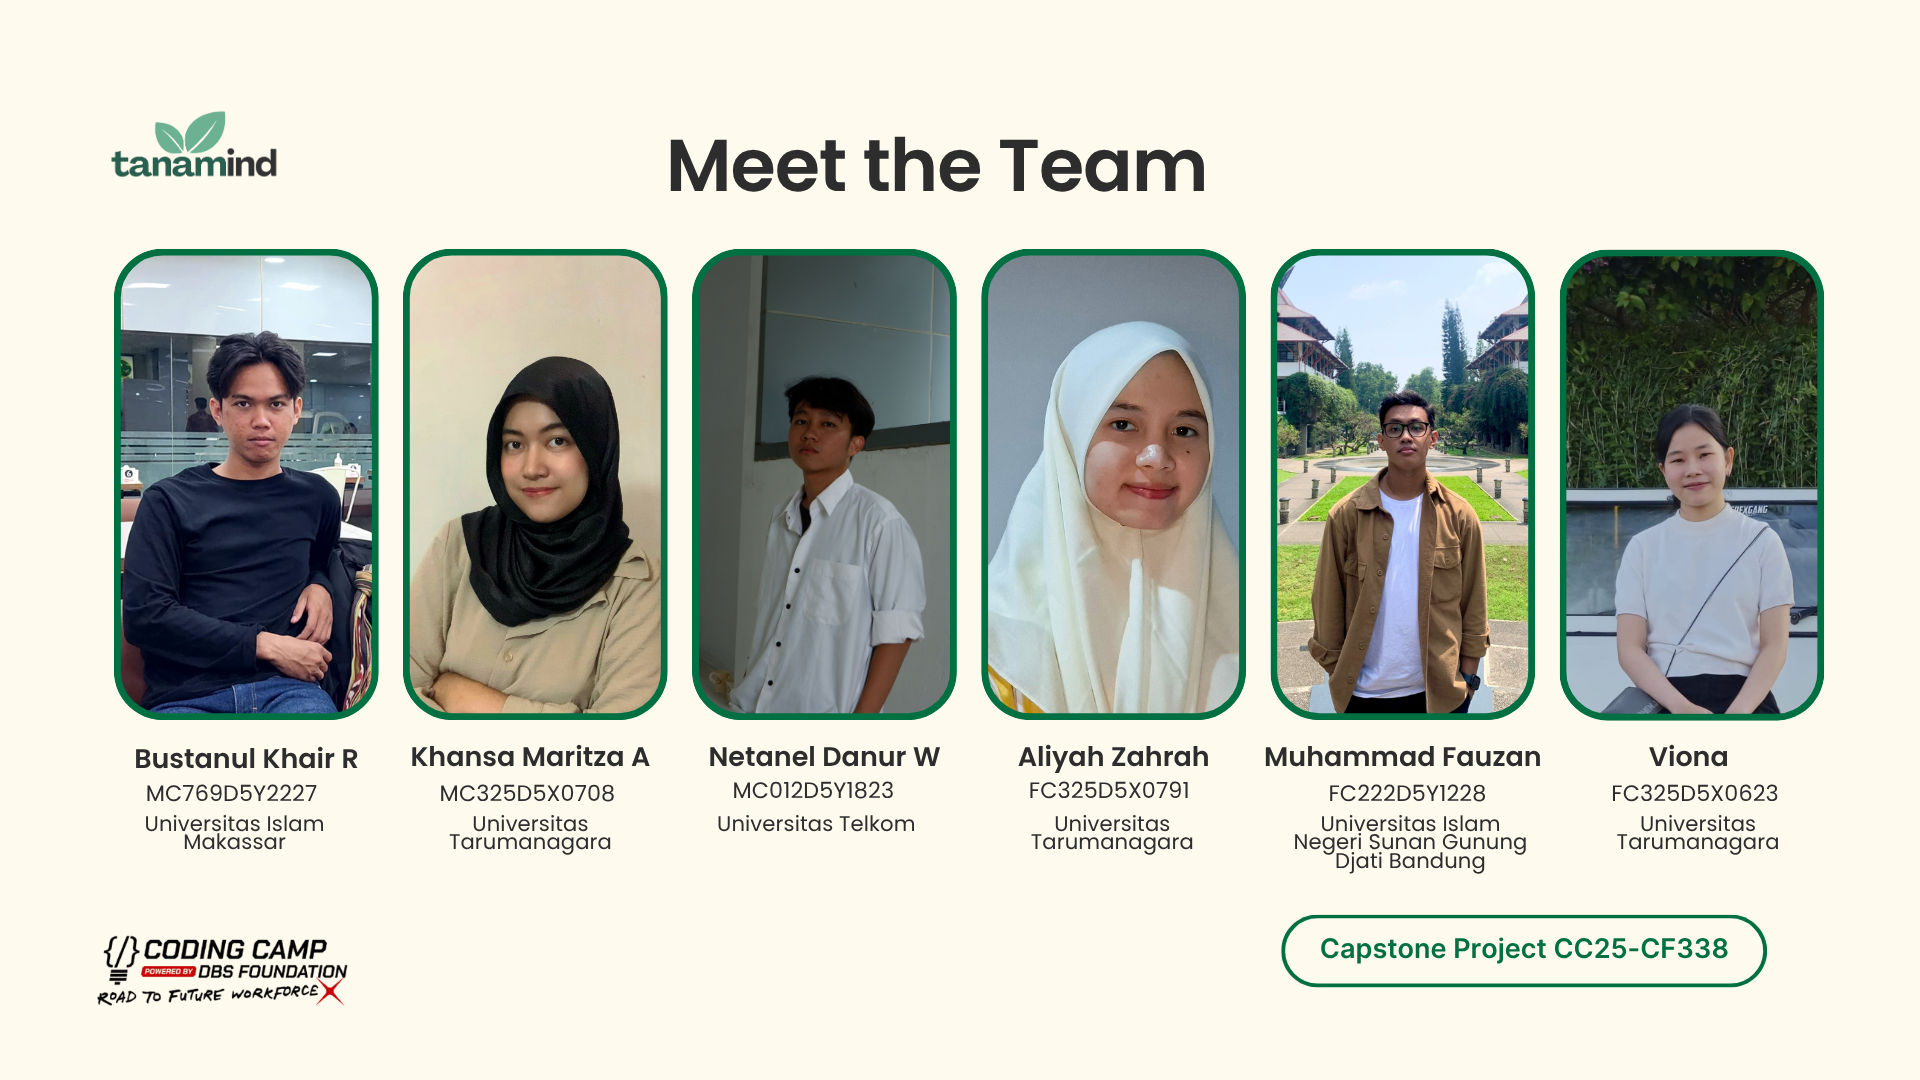 tanamind
Meet the Team
Bustanul Khair R
MC769D5Y2227
Universitas Islam
Makassar
Khansa Maritza A
MC325D5X0708
Universitas
Tarumanagara
Netanel Danur W
MC012D5Y1823
Universitas Telkom
Aliyah Zahrah
FC325D5X0791
Universitas
Tarumanagara
Muhammad Fauzan
FC222D5Y1228
Universitas Islam
Negeri Sunan Gunung
Djati Bandung
Viona
FC325D5X0623
Universitas
Tarumanagara
{/} CODING CAMP
POWERED BY DBS FOUNDATION
ROAD TO FUTURE WORKFORCE
Capstone Project CC25-CF338